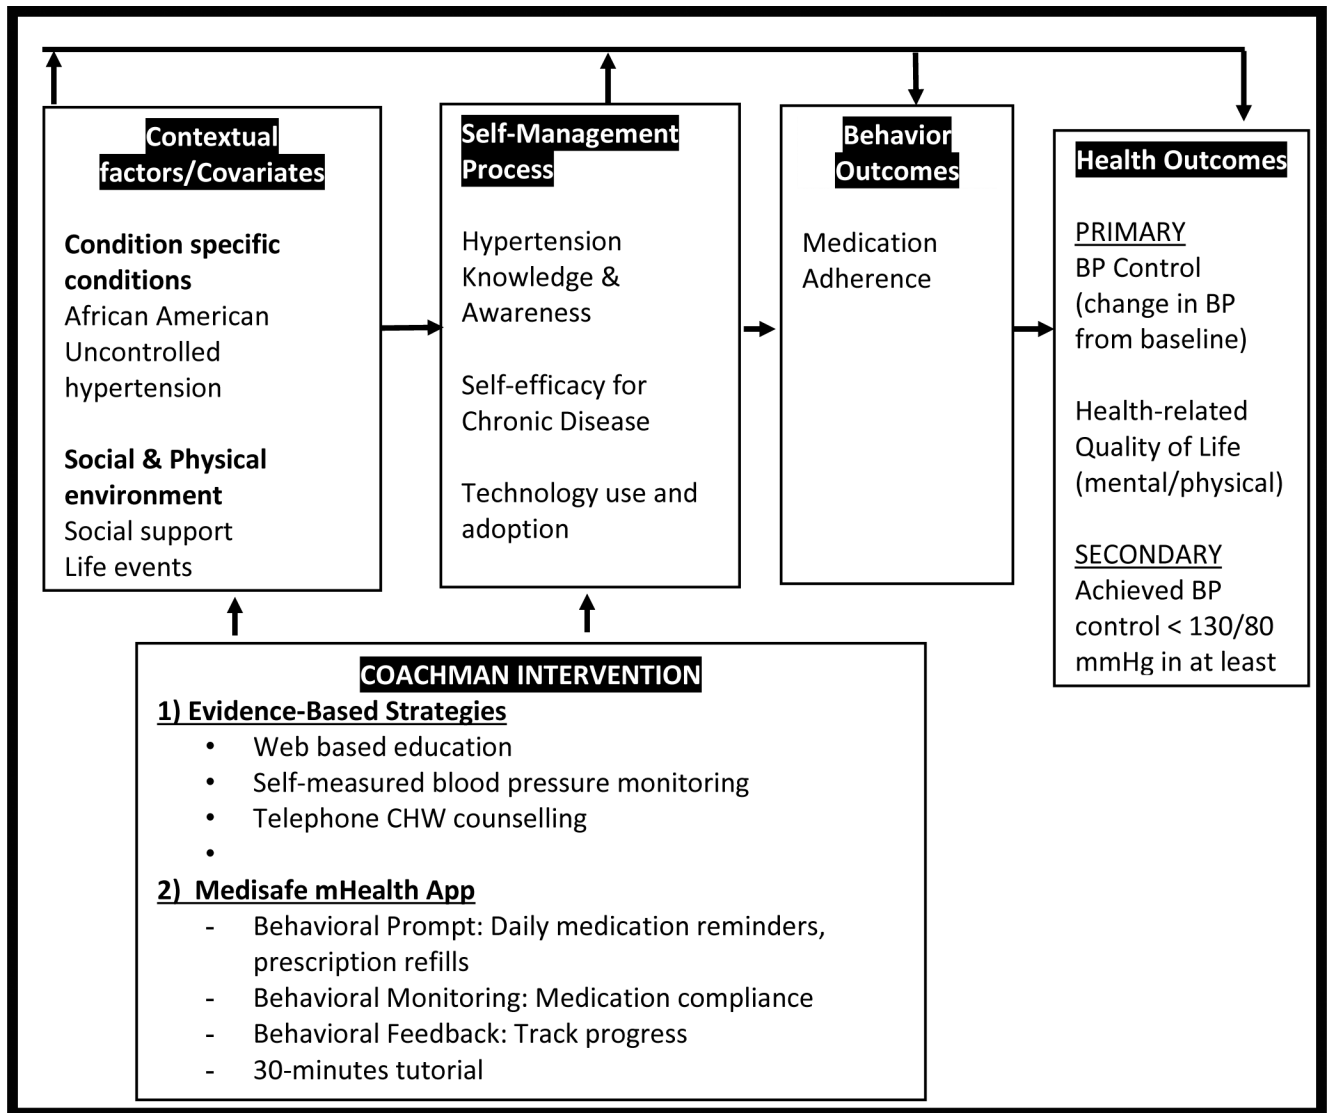 Contextual
factors/Covariates
Condition specific
conditions
African American
Uncontrolled
hypertension
Social & Physical
environment
Social support
Life events
Self-Management
Process
Hypertension
Knowledge &
Awareness
Self-efficacy for
Chronic Disease
Technology use and
adoption
Behavior
Outcomes
Medication
Adherence
Health Outcomes
PRIMARY
BP Control
(change in BP
from baseline)
Health-related
Quality of Life
(mental/physical)
SECONDARY
Achieved BP
control < 130/80
mmHg in at least
COACHMAN INTERVENTION
1) Evidence-Based Strategies
• Web based education
• Self-measured blood pressure monitoring
• Telephone CHW counselling
•
2) Medisafe mHealth App
- Behavioral Prompt: Daily medication reminders,
prescription refills
- Behavioral Monitoring: Medication compliance
- Behavioral Feedback: Track progress
- 30-minutes tutorial